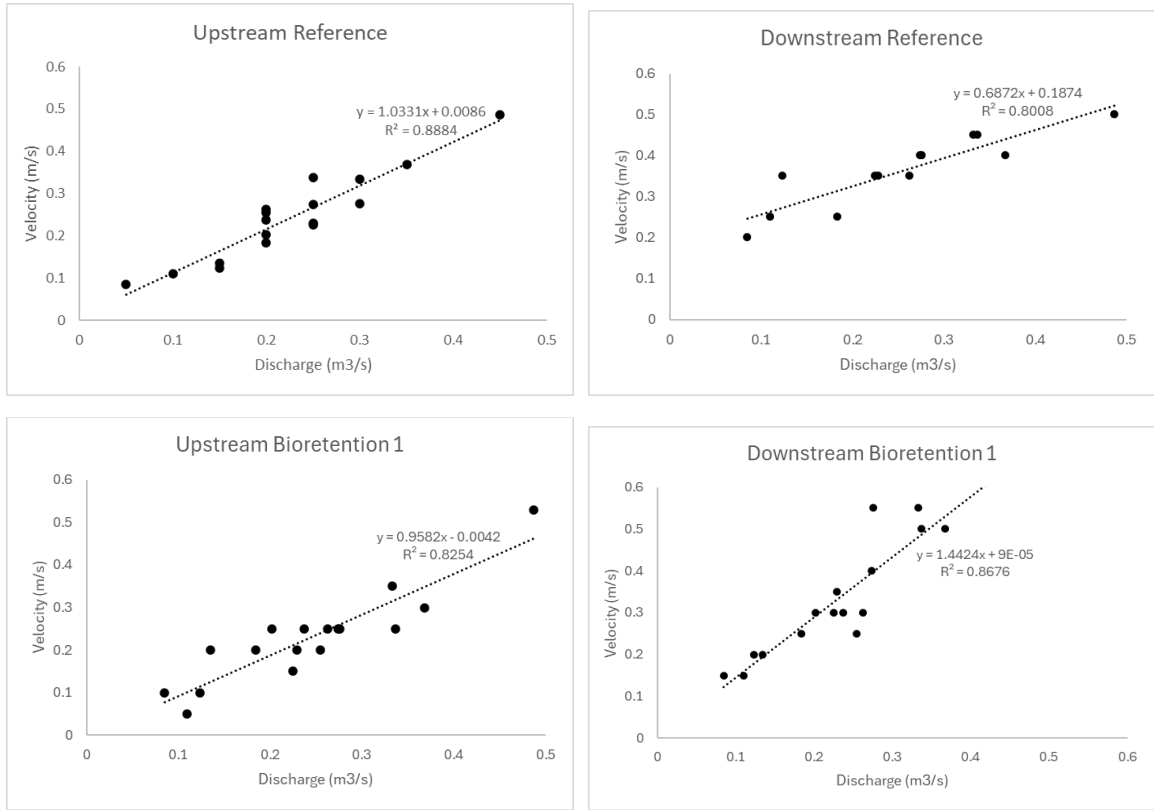 Upstream Reference
0.6
0.5
0.4
0.3
0.2
0.1
0
Velocity (m/s)
y = 1.0331x + 0.0086
R² = 0.8884
0
0.1
0.2
0.3
0.4
0.5
Discharge (m3/s)
Downstream Reference
0.6
0.5
0.4
0.3
0.2
0.1
0
Velocity (m/s)
y = 0.6872x + 0.1874
R² = 0.8008
0
0.1
0.2
0.3
0.4
0.5
Discharge (m3/s)
Upstream Bioretention 1
0.6
0.5
0.4
0.3
0.2
0.1
0
Velocity (m/s)
y = 0.9582x - 0.0042
R² = 0.8254
0
0.1
0.2
0.3
0.4
0.5
Discharge (m3/s)
Downstream Bioretention 1
0.6
0.5
0.4
0.3
0.2
0.1
0
Velocity (m/s)
y = 1.4424x + 9E-05
R² = 0.8676
0
0.1
0.2
0.3
0.4
0.5
0.6
Discharge (m3/s)